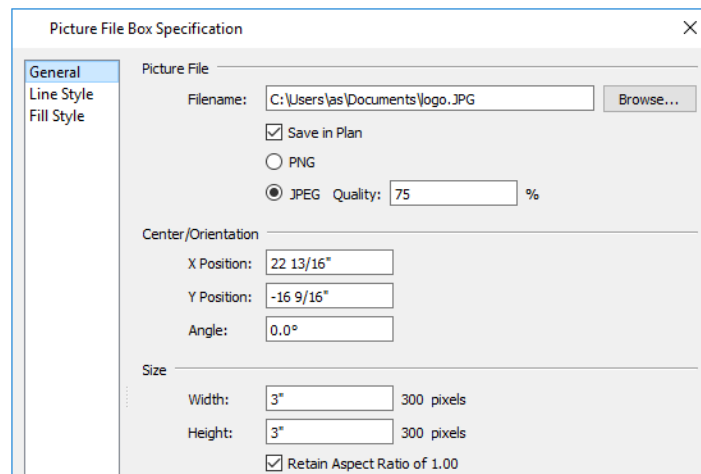 Picture File Box Specification
General
Line Style
Fill Style
Picture File
Filename: C:\Users\as\Documents\logo.JPG Browse...
Save in Plan
PNG
JPEG Quality: 75 %
Center/Orientation
X Position: 22 13/16"
Y Position: -16 9/16"
Angle: 0.0°
Size
Width: 3" 300 pixels
Height: 3" 300 pixels
Retain Aspect Ratio of 1.00